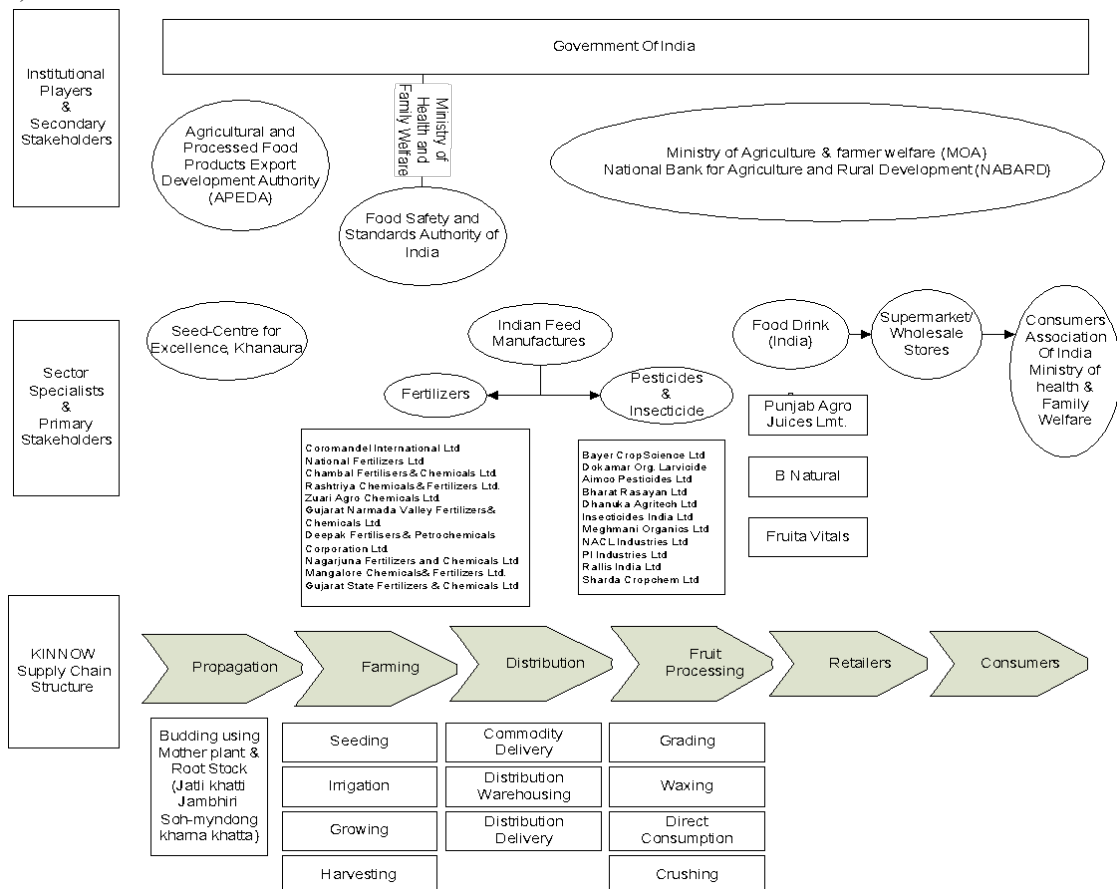 Institutional
Players
&
Secondary
Stakeholders
Government Of India
Ministry of
Health and
Family Welfare
Agricultural and
Processed Food
Products Export
Development Authority
(APEDA}
Food Safety and
Standards Authority of
India
Ministry of Agriculture & farmer welfare (MOA)
National Bank for Agriculture and Rural Development (NABARD}
Sector
Specialists
&
Primary
Stakeholders
Seed-Centre for
Excellence, Khanaura
Indian Feed
Manufactures
Fertilizers
Pesticides
&
Insecticide
Food Drink
(India}
Supermarket/
Wholesale
Stores
Consumers
Association
Of India
Ministry of
health &
Family
Welfare
Coromandel International Ltd
National Fertilizers Ltd
Chambal Fertilisers & Chemicals Ltd.
Rashtriya Chemicals & Fertilizers Ltd.
Zuari Agro Chemicals Ltd
Gujarat Narmada Valley Fertilizers &
Chemicals Ltd
Deepak Fertilisers & Petrochemicals
Corporation Ltd
Nagarjuna Fertilizers and Chemicals Ltd
Mangalore Chemicals & Fertilizers Ltd.
Gujarat State Fertilizers & Chemicals Ltd
Bayer CropScience Ltd
Dokamar Org. Larvicide
Aimco Pesticides Ltd
Bharat Rasayan Ltd
Dhanuka Agritech Ltd
Insecticides India Ltd
Meghmani Organics Ltd
NACL Industries Ltd
PI Industries Ltd
Rallis India Ltd
Sharda Cropchem Ltd
Punjab Agro
Juices Lmt.
B Natural
Fruita Vitals
KINNOW
Supply Chain
Structure
Propagation
Farming
Distribution
Fruit
Processing
Retailers
Consumers
Budding using
Mother plant &
Root Stock
(Jatli khatti
Jambhiri
Soh-myndong
kharna khatta}
Seeding
Irrigation
Growing
Harvesting
Commodity
Delivery
Distribution
Warehousing
Distribution
Delivery
Grading
Waxing
Direct
Consumption
Crushing